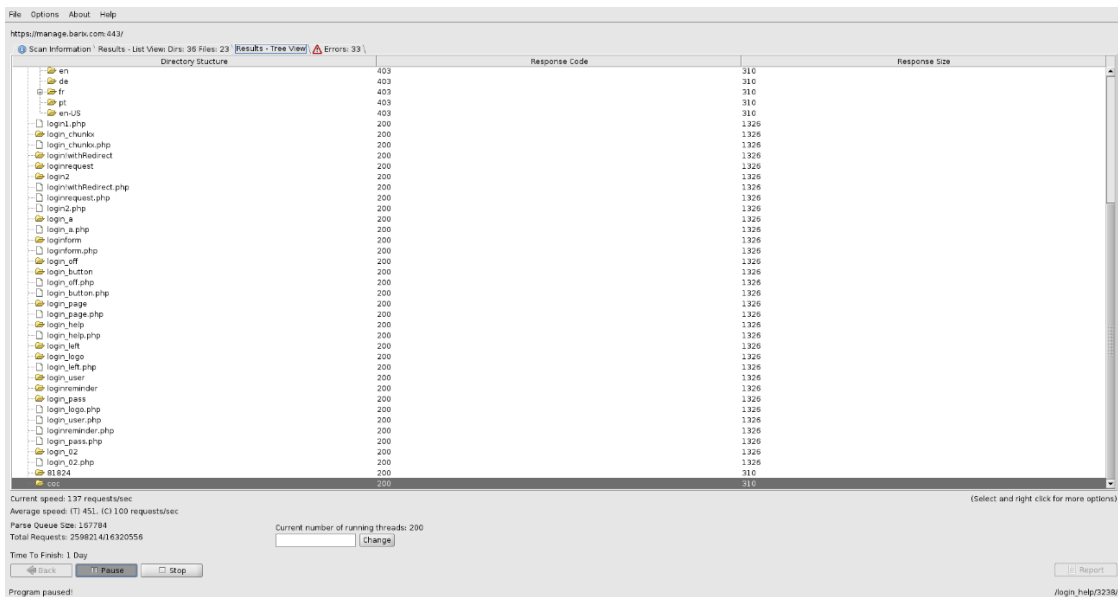 File Options About Help
https://manage.barix.com:443/
Scan Information Results - List View: Dirs: 36 Files: 23 Results - Tree View Errors: 33
Directory Stucture Response Code Response Size
en 403 310
de 403 310
fr 403 310
pt 403 310
en-US 403 310
login1.php 200 1326
login_chunkx 200 1326
login_chunkx.php 200 1326
login!withRedirect 200 1326
loginrequest 200 1326
login2 200 1326
login!withRedirect.php 200 1326
loginrequest.php 200 1326
login2.php 200 1326
login_a 200 1326
login_a.php 200 1326
loginform 200 1326
loginform.php 200 1326
login_off 200 1326
login_button 200 1326
login_off.php 200 1326
login_button.php 200 1326
login_page 200 1326
login_page.php 200 1326
login_help 200 1326
login_help.php 200 1326
login_left 200 1326
login_logo 200 1326
login_left.php 200 1326
login_user 200 1326
loginreminder 200 1326
login_pass 200 1326
login_logo.php 200 1326
login_user.php 200 1326
loginreminder.php 200 1326
login_pass.php 200 1326
login_02 200 1326
login_02.php 200 1326
81824 200 310
coc 200 310
Current speed: 137 requests/sec (Select and right click for more options)
Average speed: (T) 451, (C) 100 requests/sec
Parse Queue Size: 167784
Current number of running threads: 200
Total Requests: 2598214/16320556
Change
Time To Finish: 1 Day
Back Pause Stop Report
Program paused! /login_help/3238/